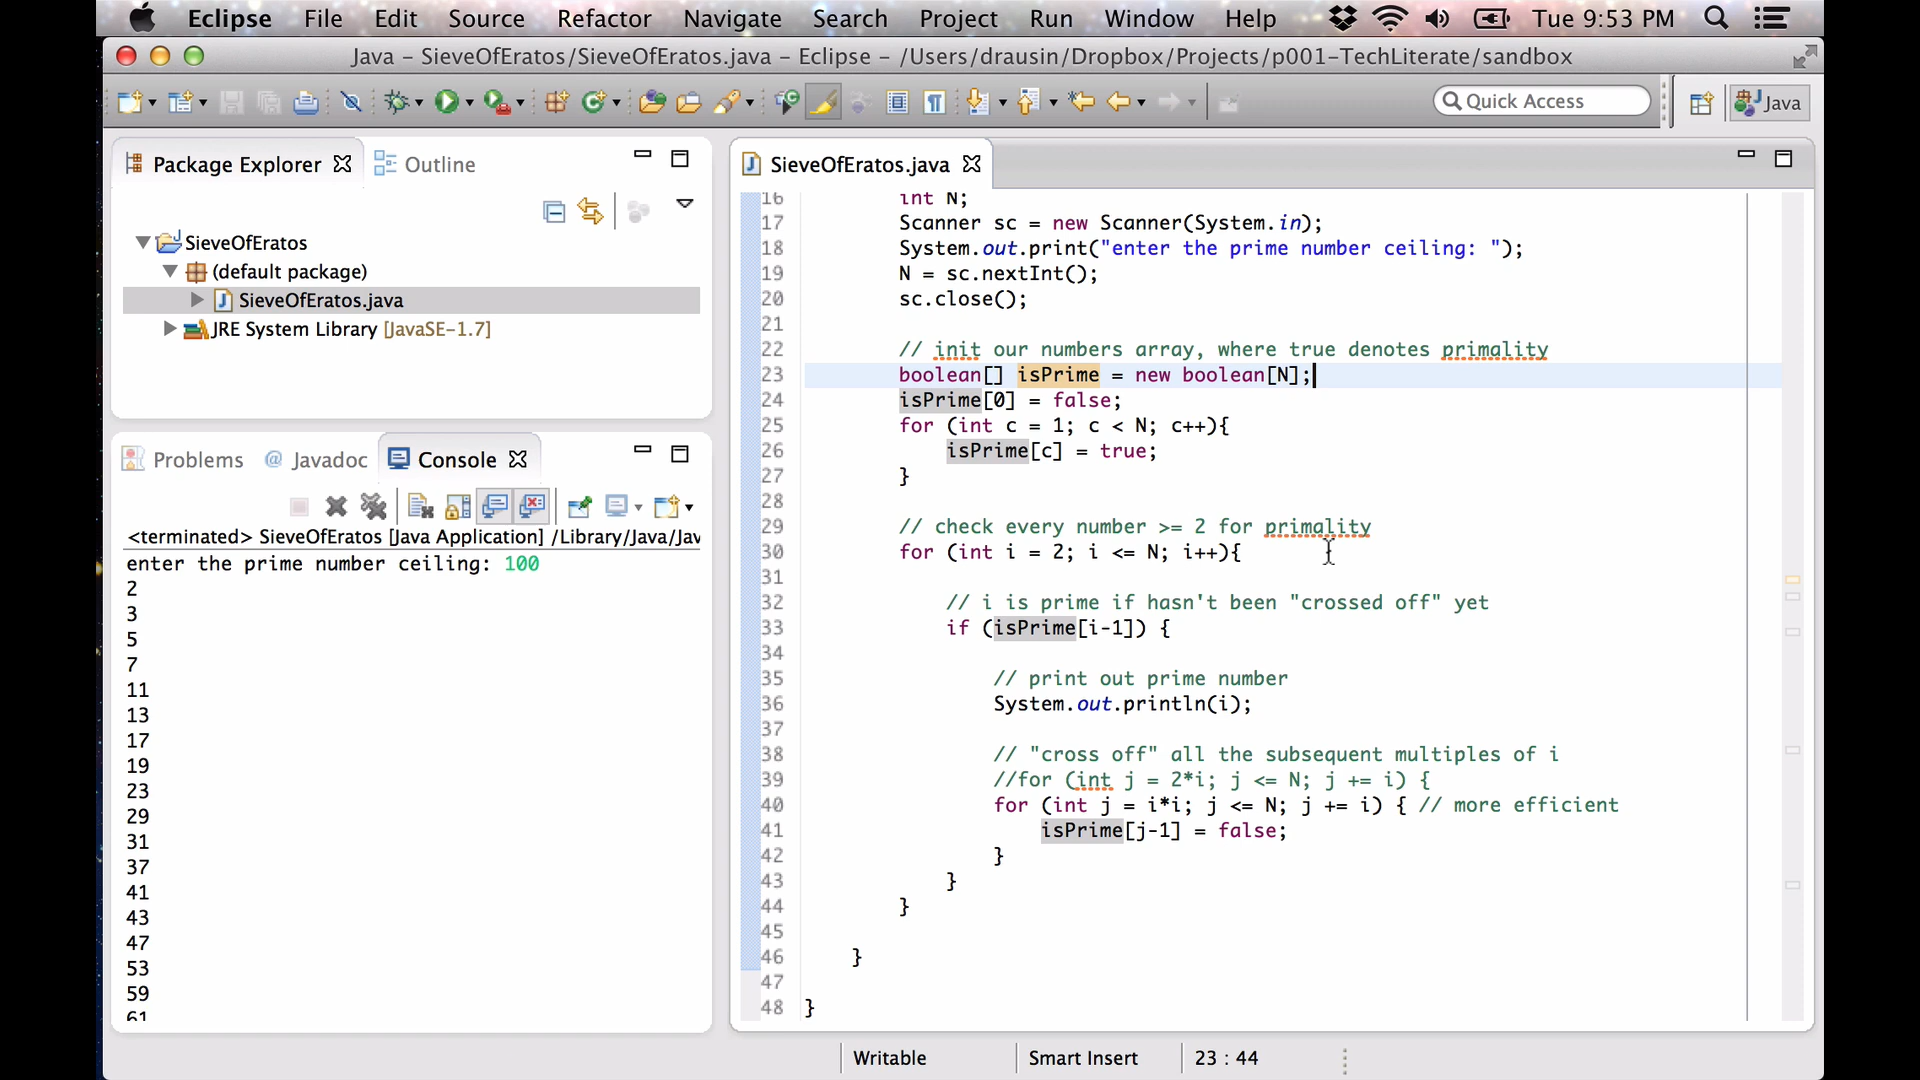 Eclipse File Edit Source Refactor Navigate Search Project Run Window Help Tue 9:53 PM
Java – SieveOfEratos/SieveOfEratos.java – Eclipse – /Users/drausin/Dropbox/Projects/p001-TechLiterate/sandbox
Quick Access
Java
Package Explorer
Outline
SieveOfEratos
(default package)
SieveOfEratos.java
JRE System Library [JavaSE-1.7]
Problems
@ Javadoc
Console
<terminated> SieveOfEratos [Java Application] /Library/Java/Jav
enter the prime number ceiling: 100
2
3
5
7
11
13
17
19
23
29
31
37
41
43
47
53
59
61
SieveOfEratos.java
16 int N;
17 Scanner sc = new Scanner(System.in);
18 System.out.print("enter the prime number ceiling: ");
19 N = sc.nextInt();
20 sc.close();
21
22 // init our numbers array, where true denotes primality
23 boolean[] isPrime = new boolean[N];
24 isPrime[0] = false;
25 for (int c = 1; c < N; c++){
26 isPrime[c] = true;
27 }
28
29 // check every number >= 2 for primality
30 for (int i = 2; i <= N; i++){
31
32 // i is prime if hasn't been "crossed off" yet
33 if (isPrime[i-1]) {
34
35 // print out prime number
36 System.out.println(i);
37
38 // "cross off" all the subsequent multiples of i
39 //for (int j = 2*i; j <= N; j += i) {
40 for (int j = i*i; j <= N; j += i) { // more efficient
41 isPrime[j-1] = false;
42 }
43 }
44 }
45
46 }
47
48 }
Writable
Smart Insert
23 : 44